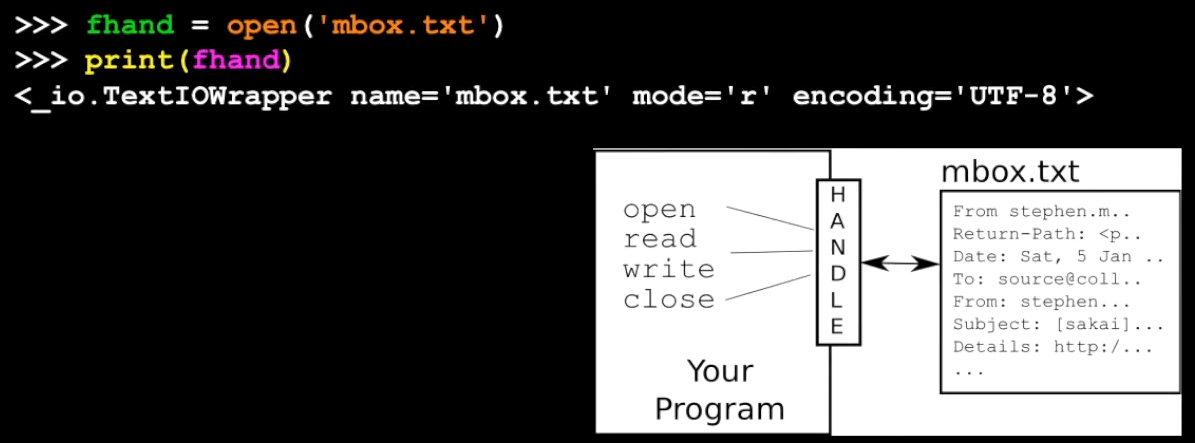 >>> fhand = open('mbox.txt')
>>> print(fhand)
<_io.TextIOWrapper name='mbox.txt' mode='r' encoding='UTF-8'>
open
read
write
close
Your
Program
H
A
N
D
L
E
mbox.txt
From stephen.m..
Return-Path: <p..
Date: Sat, 5 Jan ..
To: source@coll..
From: stephen...
Subject: [sakai]...
Details: http:/...
...